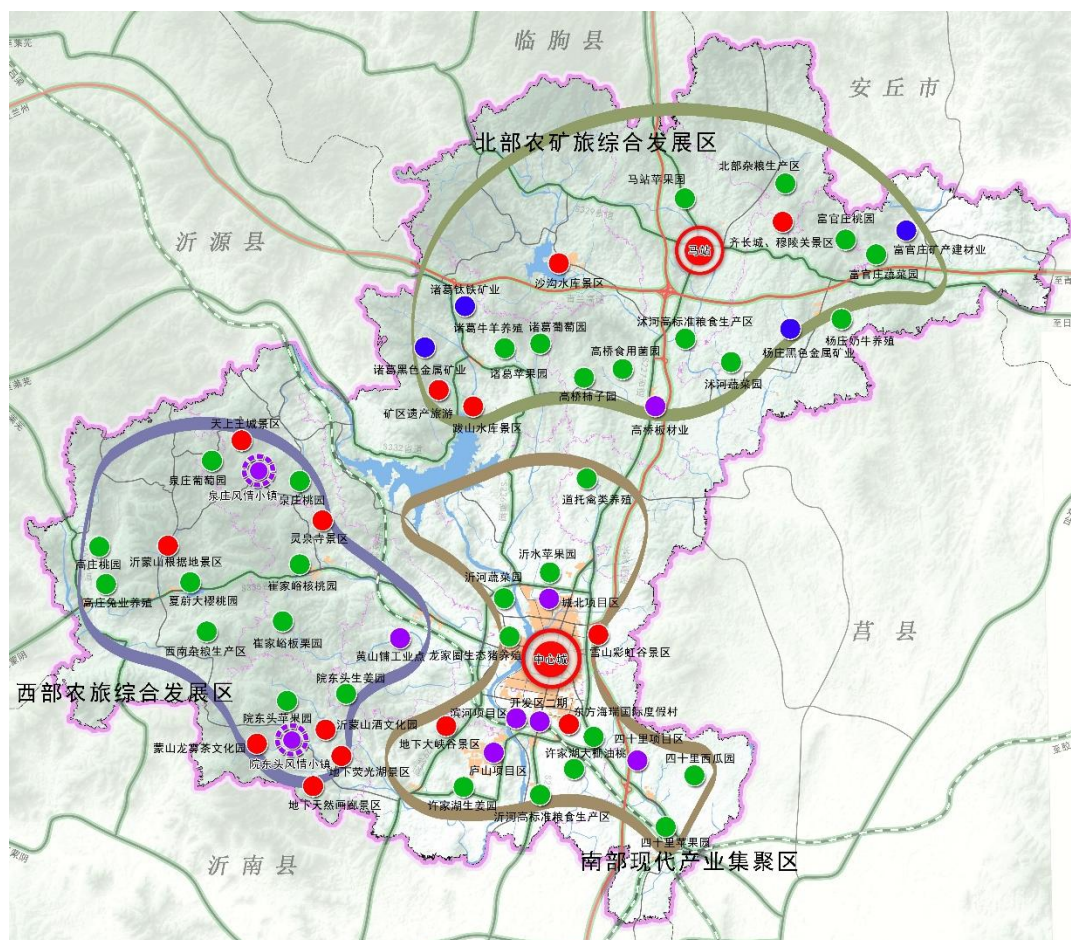 临朐县
安丘市
沂源县
莒县
沂南县
北部农矿旅综合发展区
北部杂粮生产区
马站苹果园
富官庄桃园
齐长城、穆陵关景区
富官庄矿产建材业
马站
富官庄蔬菜园
沙沟水库景区
诸葛钛铁矿业
诸葛牛羊养殖
诸葛葡萄园
沭河高标准粮食生产区
杨庄奶牛养殖
杨庄黑色金属矿业
诸葛黑色金属矿业
诸葛苹果园
高桥食用菌园
沭河蔬菜园
高桥柿子园
矿区遗产旅游
跋山水库景区
高桥板材业
天上王城景区
泉庄葡萄园
泉庄风情小镇
泉庄桃园
道托禽类养殖
灵泉寺景区
高庄桃园
沂蒙山根据地景区
沂水苹果园
崔家峪核桃园
沂河蔬菜园
高庄兔业养殖
夏蔚大樱桃园
城北项目区
崔家峪板栗园
西南杂粮生产区
黄山铺工业点
龙家圈生态猪养殖
雪山彩虹谷景区
中心城
西部农旅综合发展区
院东头生姜园
开发区二期
院东头苹果园
沂蒙山酒文化园
滨河项目区
东方海瑞国际度假村
蒙山龙雾茶文化园
地下大峡谷景区
四十里项目区
院东头风情小镇
地下荧光湖景区
庐山项目区
许家湖大棚油桃
四十里西瓜园
地下天然画廊景区
许家湖生姜园
沂河高标准粮食生产区
四十里苹果园
南部现代产业集聚区
至莱芜
至兰州
至莱芜
至蒙阴
至蒙阴